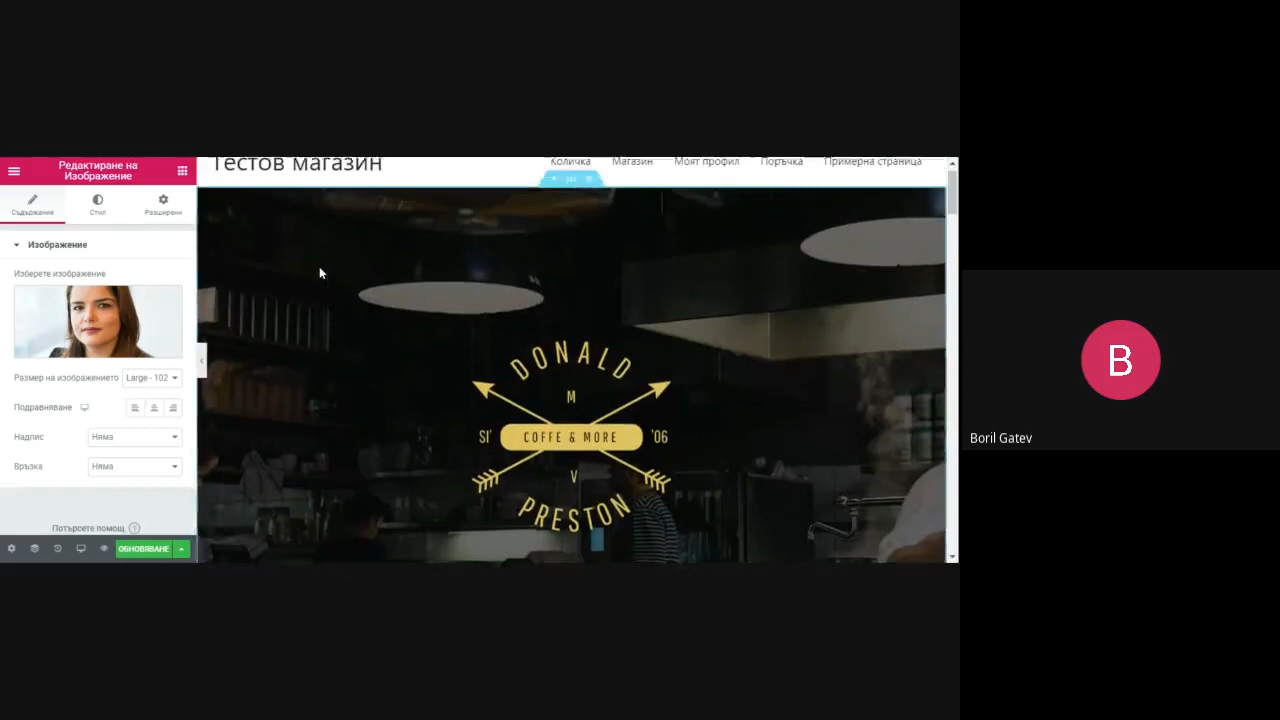 Редактиране на
Изображение
Съдържание
Стил
Разширени
Изображение
Изберете изображение
Размер на изображението
Large - 102
Подравняване
Надпис
Няма
Връзка
Няма
Потърсете помощ ?
ОБНОВЯВАНЕ
Тестов магазин
Количка
Магазин
Моят профил
Поръчка
Примерна страница
DONALD
M
SI'
COFFE & MORE
'06
V
PRESTON
B
Boril Gatev